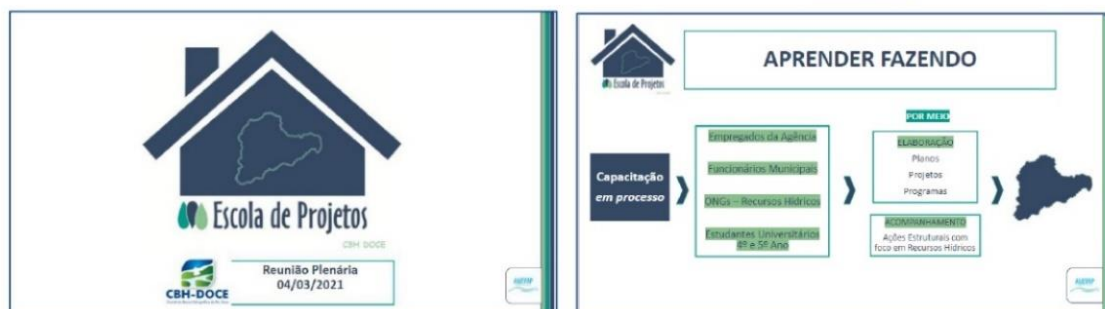 Escola de Projetos
CBH DOCE
CBH-DOCE
Reunião Plenária
04/03/2021
Escola de Projetos
APRENDER FAZENDO
Capacitação
em processo
Empregados da Agência
Funcionários Municipais
ONGs – Recursos Hídricos
Estudantes Universitários
4º e 5º Ano
POR MEIO
ELABORAÇÃO
Planos
Projetos
Programas
ACOMPANHAMENTO
Ações Estruturais com
foco em Recursos Hídricos